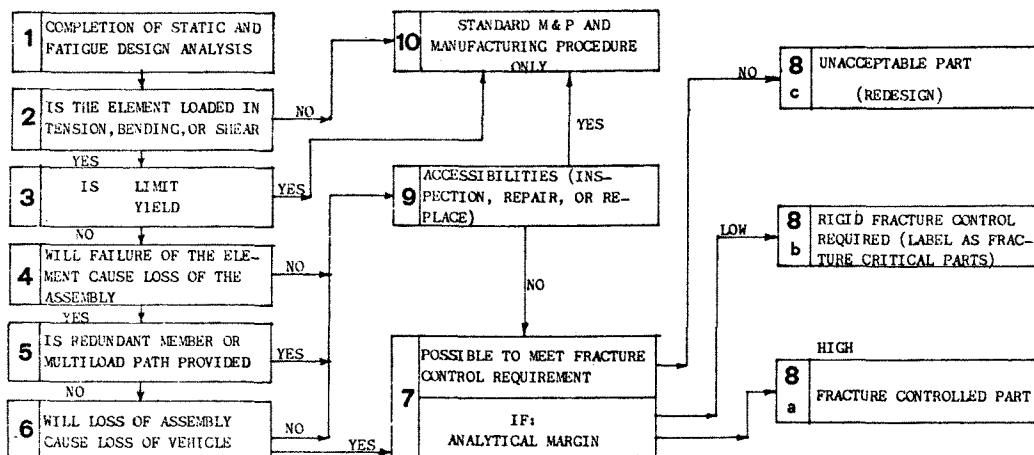 1 COMPLETION OF STATIC AND
FATIGUE DESIGN ANALYSIS
2 IS THE ELEMENT LOADED IN
TENSION, BENDING, OR SHEAR
NO
YES
3 IS LIMIT
YIELD
YES
NO
4 WILL FAILURE OF THE ELE-
MENT CAUSE LOSS OF THE
ASSEMBLY
NO
YES
5 IS REDUNDANT MEMBER OR
MULTILOAD PATH PROVIDED
YES
NO
6 WILL LOSS OF ASSEMBLY
CAUSE LOSS OF VEHICLE
NO
YES
10 STANDARD M & P AND
MANUFACTURING PROCEDURE
ONLY
YES
9 ACCESSIBILITIES (INS-
PECTION, REPAIR, OR RE-
PLACE)
NO
7 POSSIBLE TO MEET FRACTURE
CONTROL REQUIREMENT
IF:
ANALYTICAL MARGIN
NO
8 c UNACCEPTABLE PART
(REDESIGN)
LOW
8 b RIGID FRACTURE CONTROL
REQUIRED (LABEL AS FRAC-
TURE CRITICAL PARTS)
HIGH
8 a FRACTURE CONTROLLED PART